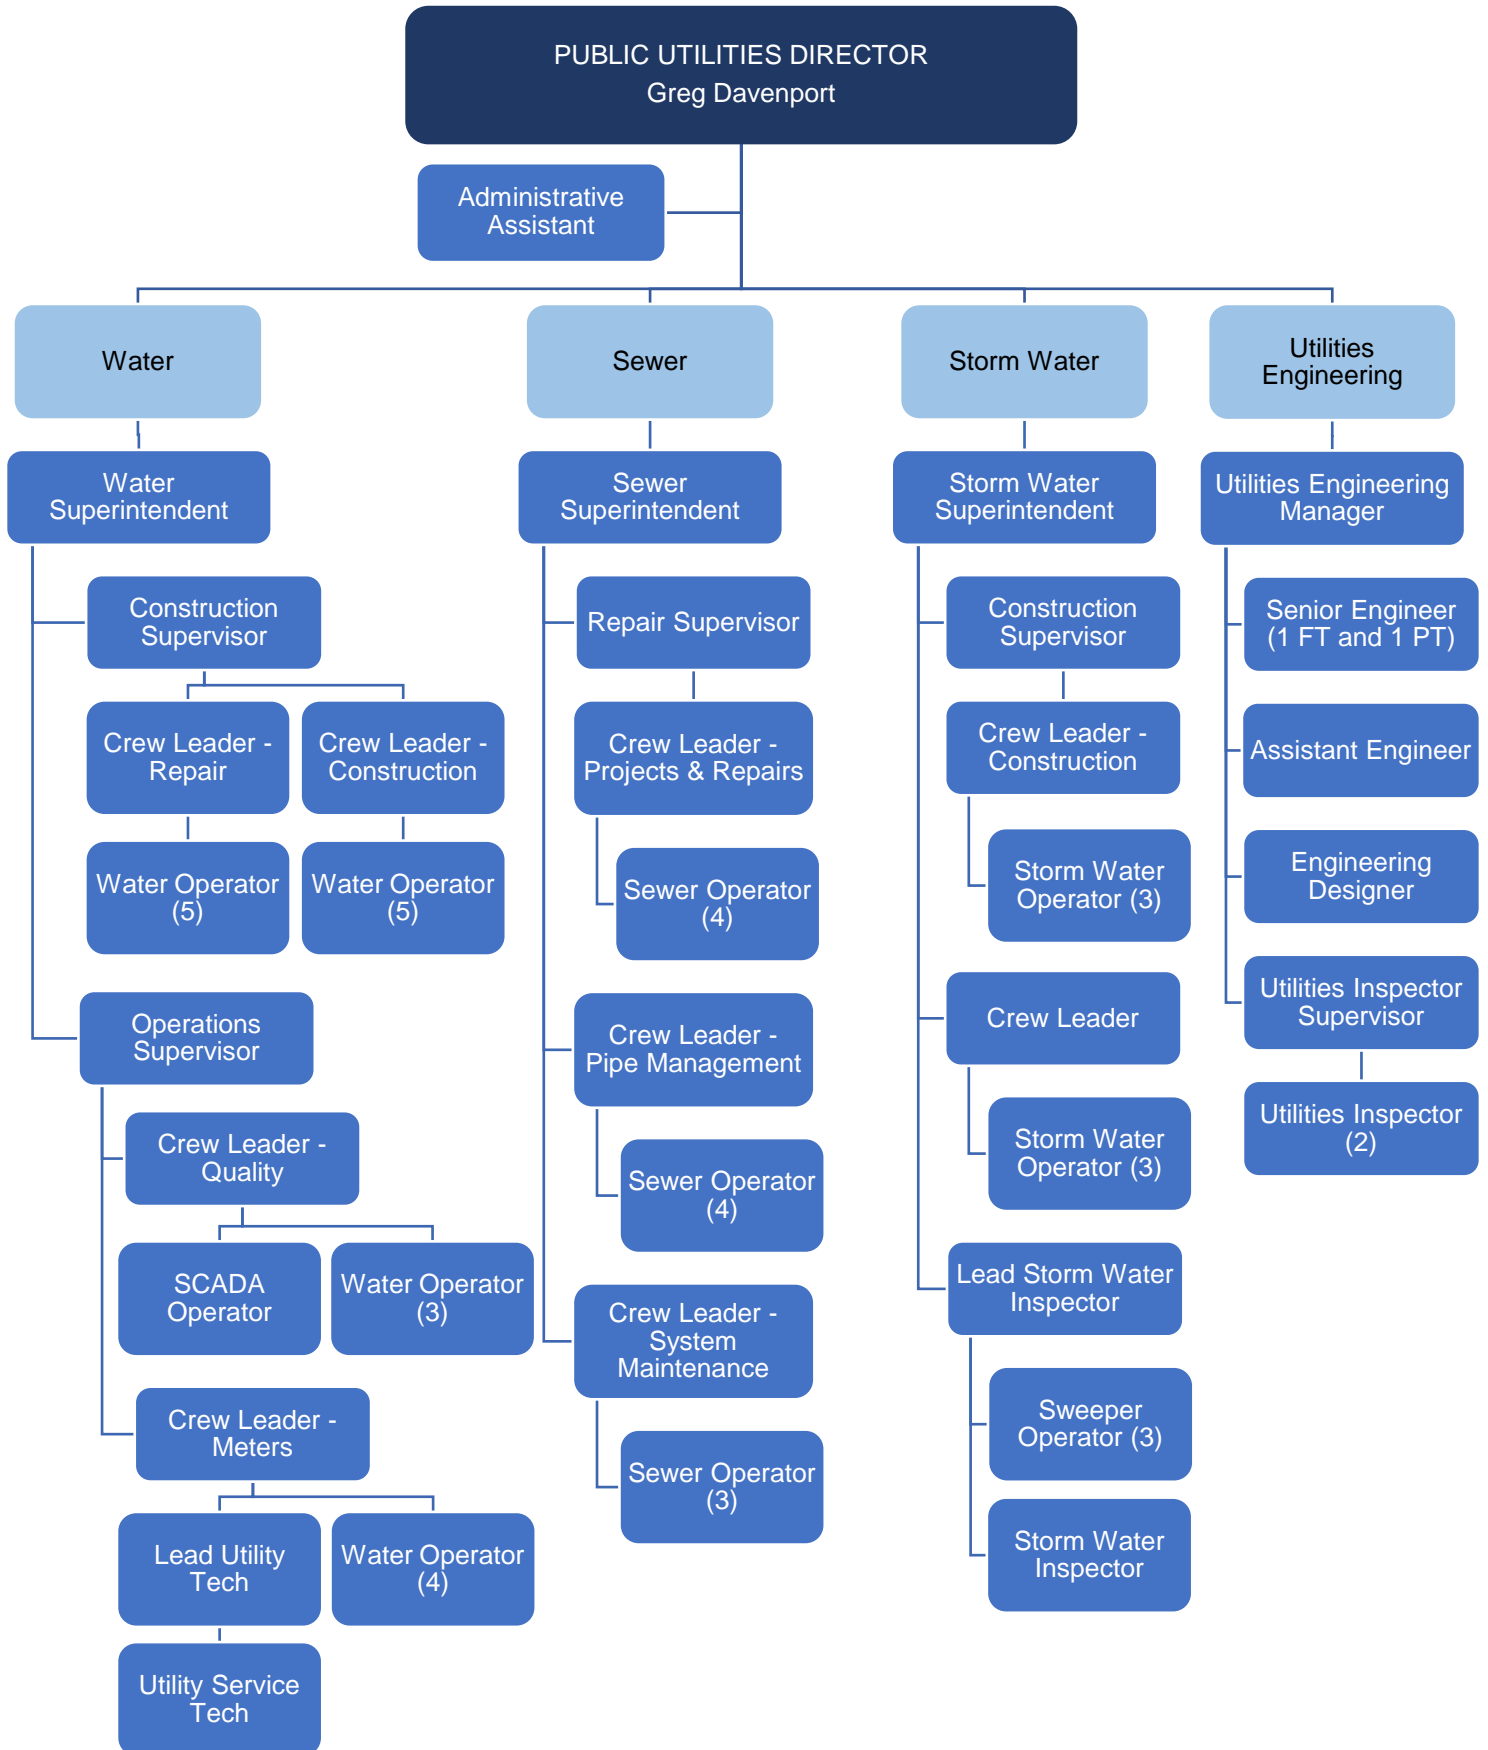 PUBLIC UTILITIES DIRECTOR
Greg Davenport
Administrative
Assistant
Water
Water
Superintendent
Construction
Supervisor
Crew Leader -
Repair
Water Operator
(5)
Crew Leader -
Construction
Water Operator
(5)
Operations
Supervisor
Crew Leader -
Quality
SCADA
Operator
Water Operator
(3)
Crew Leader -
Meters
Lead Utility
Tech
Utility Service
Tech
Water Operator
(4)
Sewer
Sewer
Superintendent
Repair Supervisor
Crew Leader -
Projects & Repairs
Sewer Operator
(4)
Crew Leader -
Pipe Management
Sewer Operator
(4)
Crew Leader -
System
Maintenance
Sewer Operator
(3)
Storm Water
Storm Water
Superintendent
Construction
Supervisor
Crew Leader -
Construction
Storm Water
Operator (3)
Crew Leader
Storm Water
Operator (3)
Lead Storm Water
Inspector
Sweeper
Operator (3)
Storm Water
Inspector
Utilities
Engineering
Utilities Engineering
Manager
Senior Engineer
(1 FT and 1 PT)
Assistant Engineer
Engineering
Designer
Utilities Inspector
Supervisor
Utilities Inspector
(2)